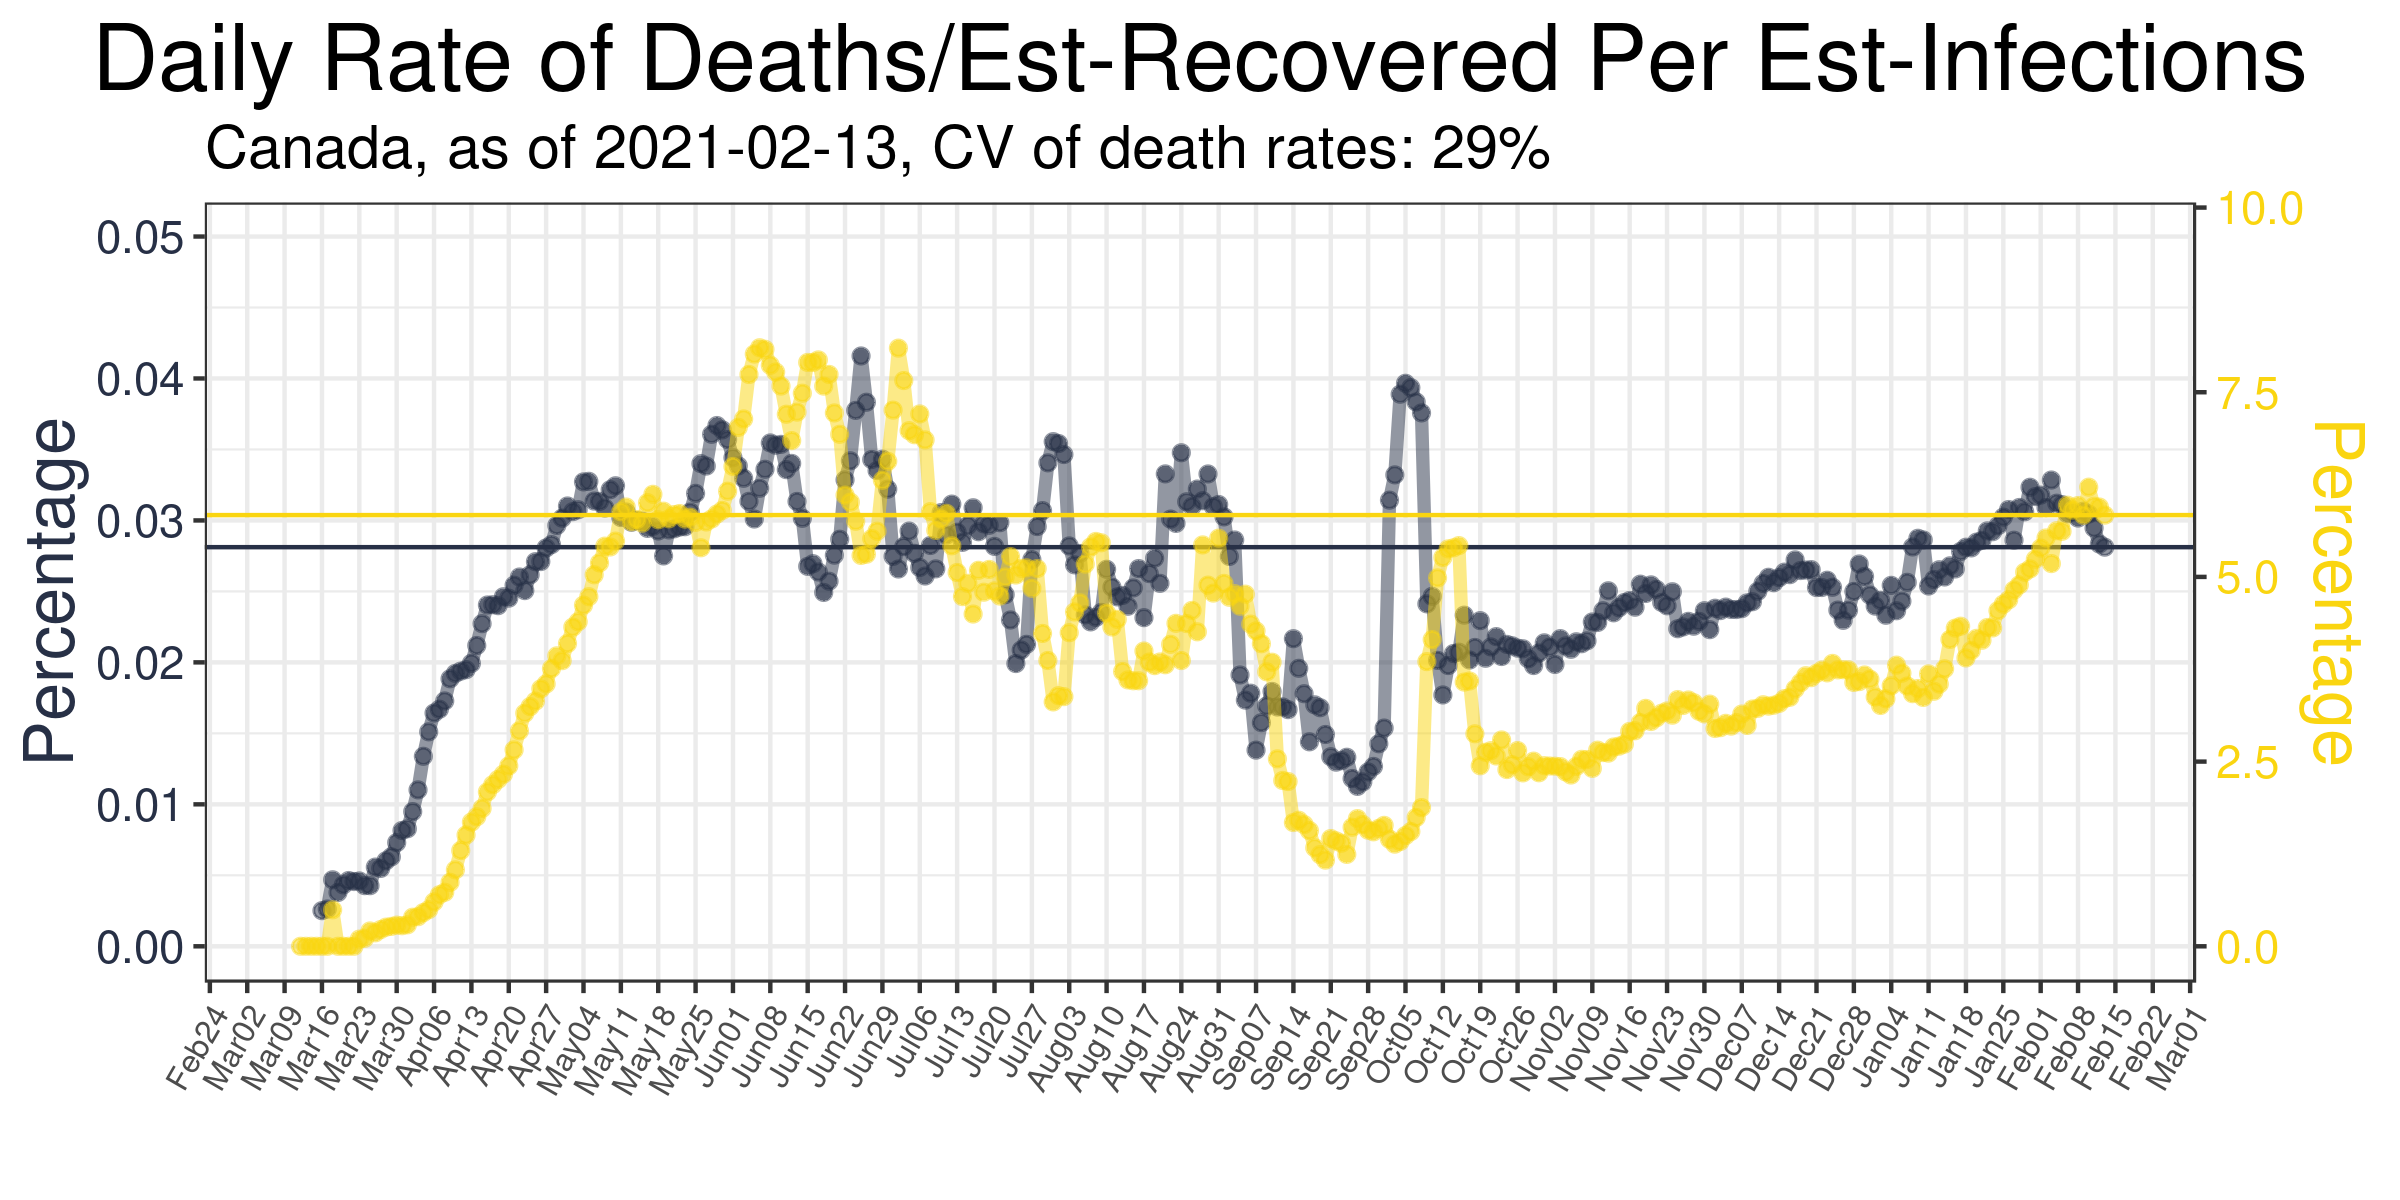 Daily Rate of Deaths/Est-Recovered Per Est-Infections
Canada, as of 2021-02-13, CV of death rates: 29%
Percentage
0.05
0.04
0.03
0.02
0.01
0.00
10.0
7.5
5.0
2.5
0.0
Percentage
Feb24
Mar02
Mar09
Mar16
Mar23
Mar30
Apr06
Apr13
Apr20
Apr27
May04
May11
May18
May25
Jun01
Jun08
Jun15
Jun22
Jun29
Jul06
Jul13
Jul20
Jul27
Aug03
Aug10
Aug17
Aug24
Aug31
Sep07
Sep14
Sep21
Sep28
Oct05
Oct12
Oct19
Oct26
Nov02
Nov09
Nov16
Nov23
Nov30
Dec07
Dec14
Dec21
Dec28
Jan04
Jan11
Jan18
Jan25
Feb01
Feb08
Feb15
Feb22
Mar01